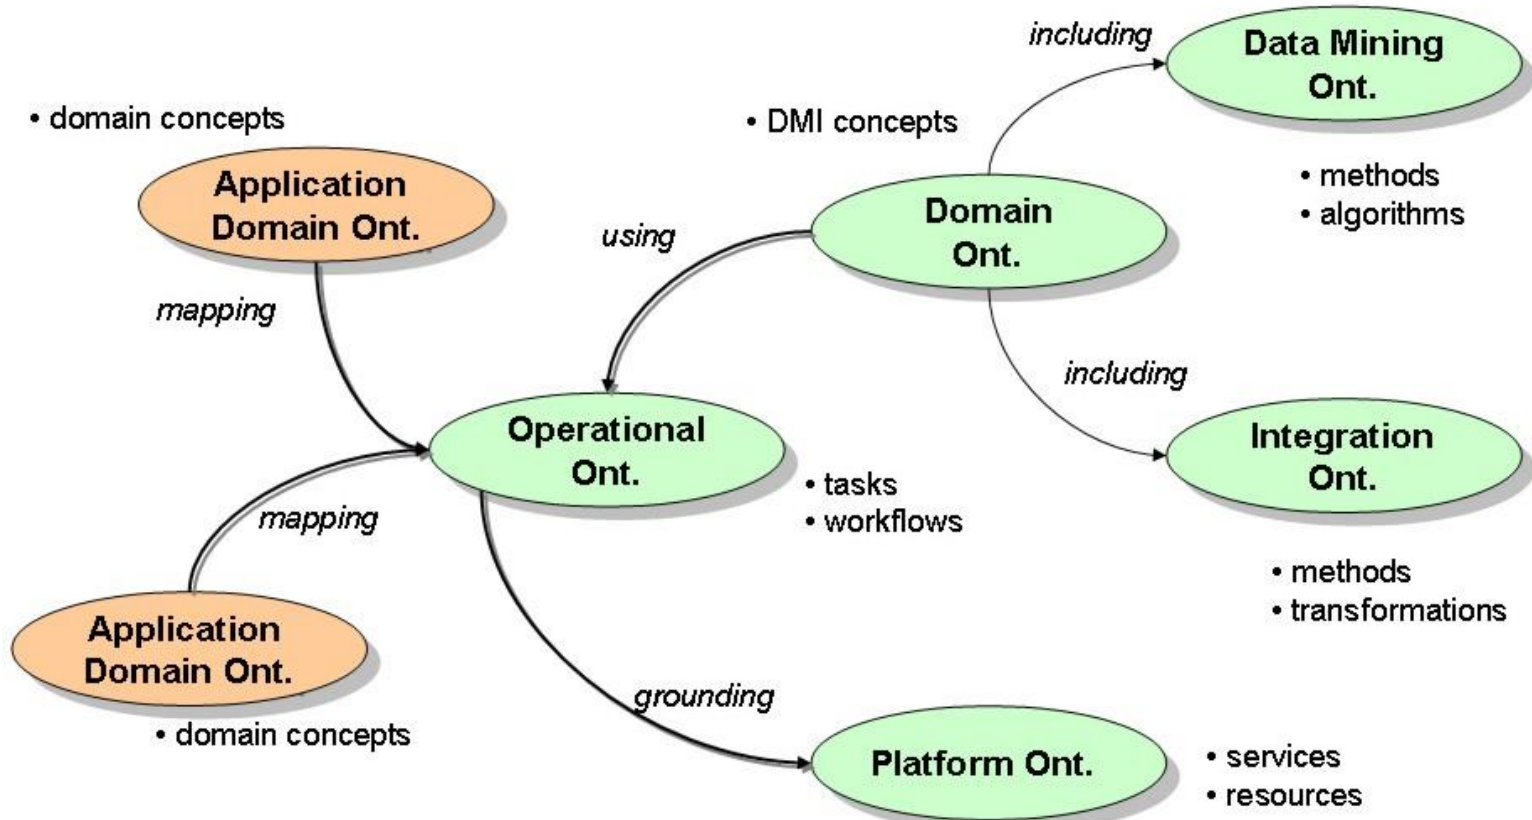 including
Data Mining
Ont.
• domain concepts
• DMI concepts
Application
Domain Ont.
• methods
• algorithms
Domain
Ont.
using
mapping
including
Operational
Ont.
Integration
Ont.
• tasks
• workflows
mapping
• methods
• transformations
Application
Domain Ont.
• domain concepts
grounding
Platform Ont.
• services
• resources